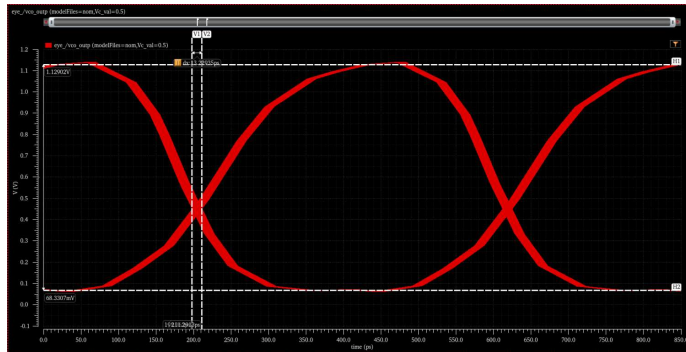 eye_/vco_outp (modelFiles=nom,Vc_val=0.5)
V1 V2
eye_/vco_outp (modelFiles=nom,Vc_val=0.5)
1.2
1.1
1.0
0.9
0.8
0.7
0.6
0.5
0.4
0.3
0.2
0.1
0.0
-0.1
V (V)
1.12902V
H1
68.3307mV
H2
0.0 50.0 100.0 150.0 200.0 250.0 300.0 350.0 400.0 450.0 500.0 550.0 600.0 650.0 700.0 750.0 800.0 850.0
time (ps)